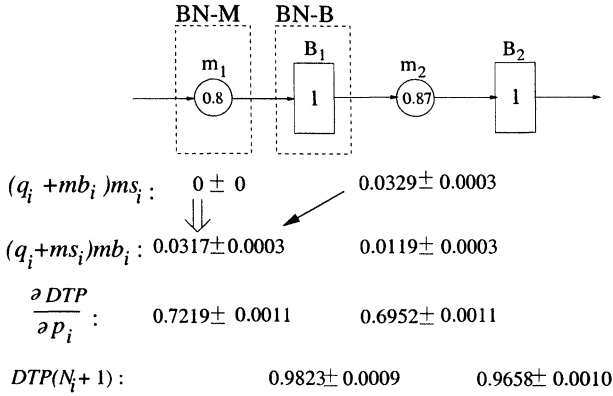 BN-M BN-B
m₁ B₁ m₂ B₂
0.8 1 0.87 1
(qᵢ +mbᵢ )msᵢ : 0 ± 0 0.0329± 0.0003
(qᵢ+msᵢ)mbᵢ : 0.0317±0.0003 0.0119± 0.0003
∂ DTP
∂ pᵢ : 0.7219± 0.0011 0.6952± 0.0011
DTP(Nᵢ+ 1) : 0.9823± 0.0009 0.9658± 0.0010